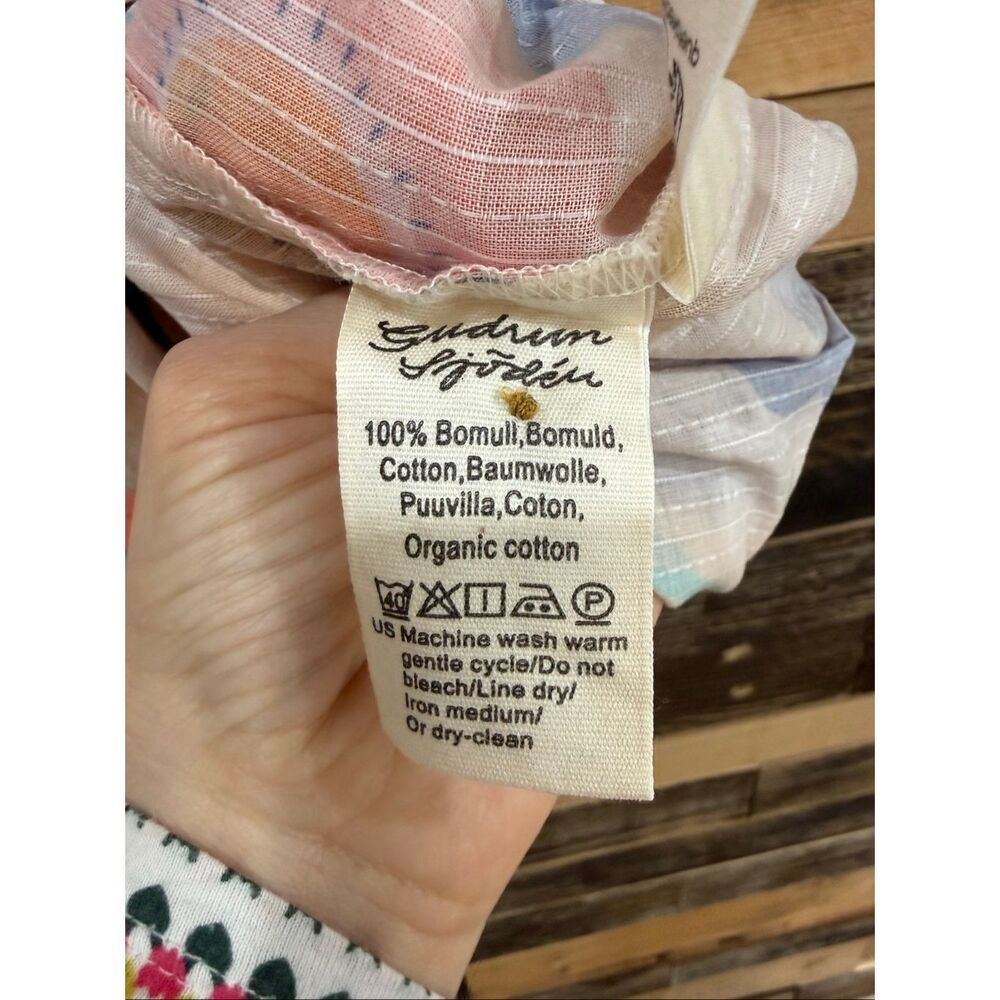 Gudrun
Sjödén
100% Bomull,Bomuld,
Cotton,Baumwolle,
Puuvilla,Coton,
Organic cotton
40 P
US Machine wash warm
gentle cycle/Do not
bleach/Line dry/
Iron medium/
Or dry-clean